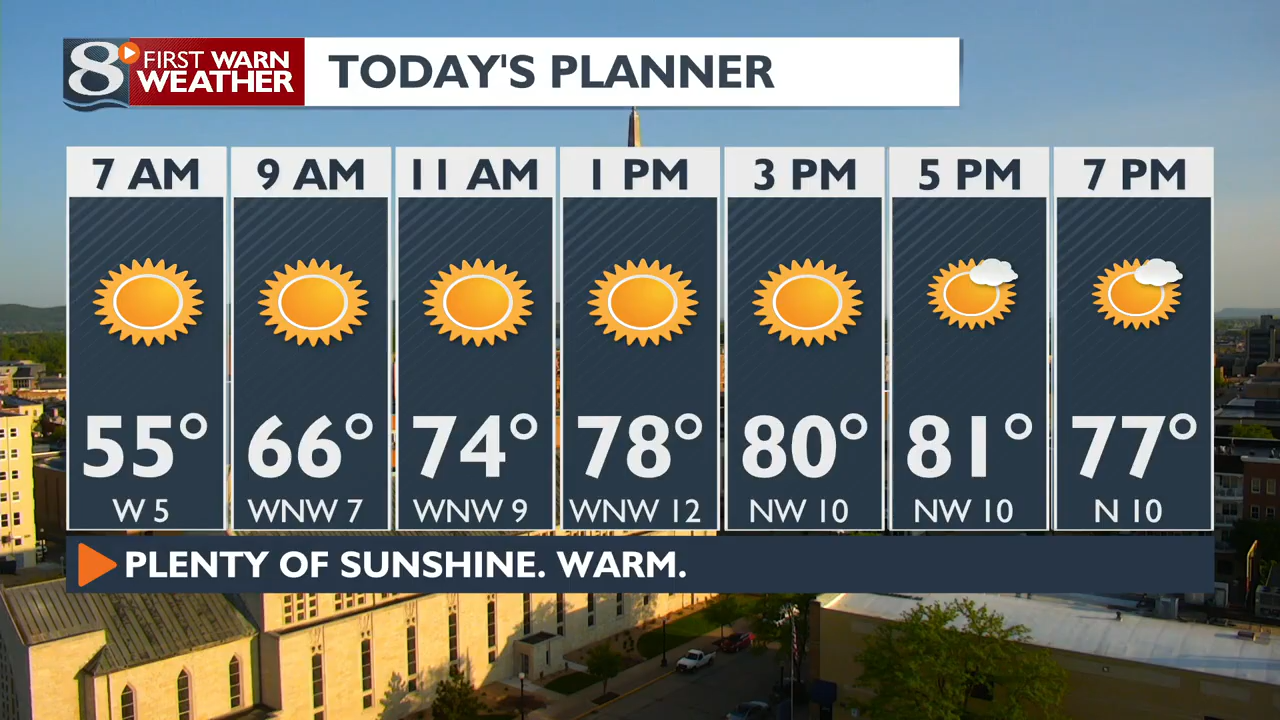 8 FIRST WARN
WEATHER
TODAY'S PLANNER
7 AM 9 AM 11 AM 1 PM 3 PM 5 PM 7 PM
55° 66° 74° 78° 80° 81° 77°
W 5 WNW 7 WNW 9 WNW 12 NW 10 NW 10 N 10
PLENTY OF SUNSHINE. WARM.